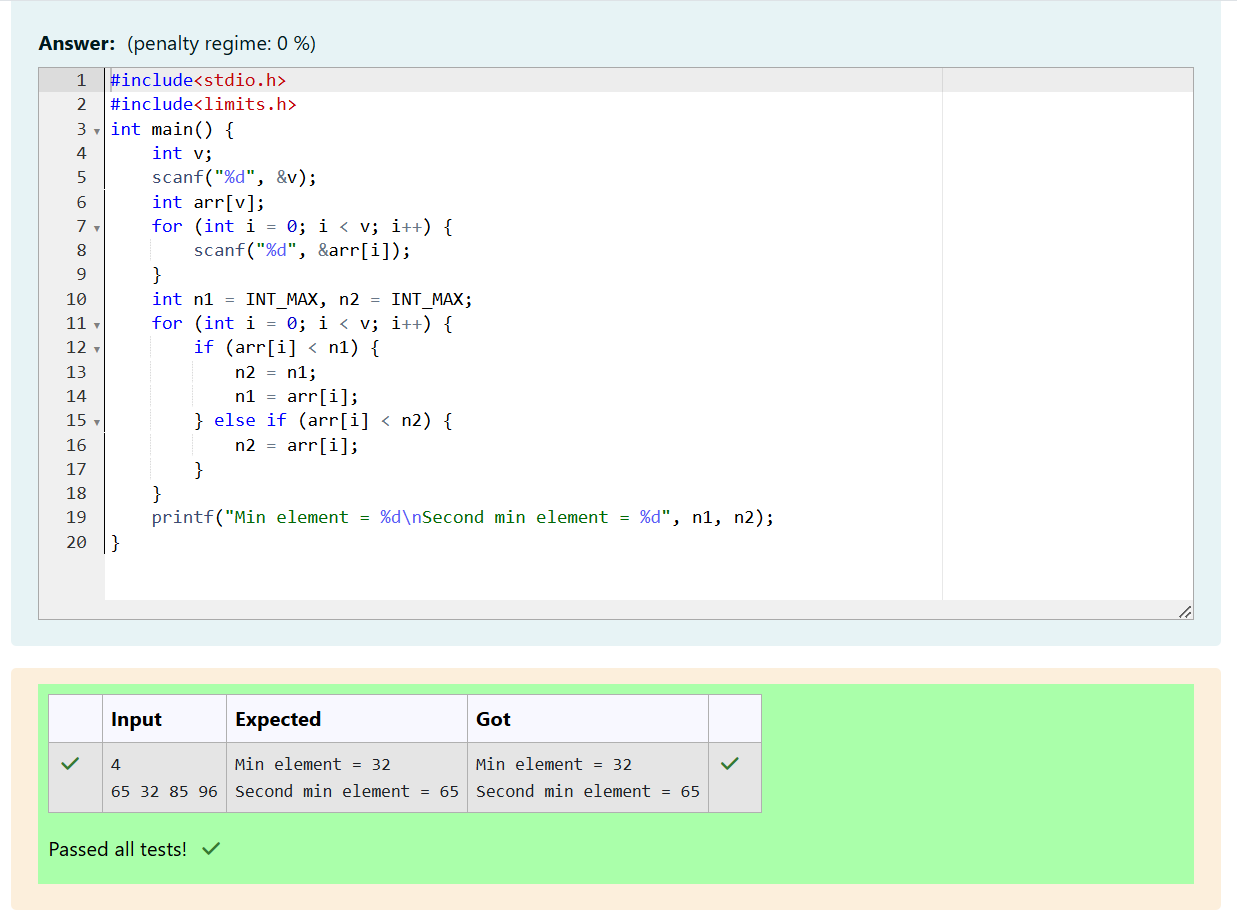 Answer: (penalty regime: 0 %)
1 #include<stdio.h>
2 #include<limits.h>
3 int main() {
4     int v;
5     scanf("%d", &v);
6     int arr[v];
7     for (int i = 0; i < v; i++) {
8         scanf("%d", &arr[i]);
9     }
10     int n1 = INT_MAX, n2 = INT_MAX;
11     for (int i = 0; i < v; i++) {
12         if (arr[i] < n1) {
13             n2 = n1;
14             n1 = arr[i];
15         } else if (arr[i] < n2) {
16             n2 = arr[i];
17         }
18     }
19     printf("Min element = %d\nSecond min element = %d", n1, n2);
20 }
Input Expected Got
4 Min element = 32 Min element = 32
65 32 85 96 Second min element = 65 Second min element = 65
Passed all tests!